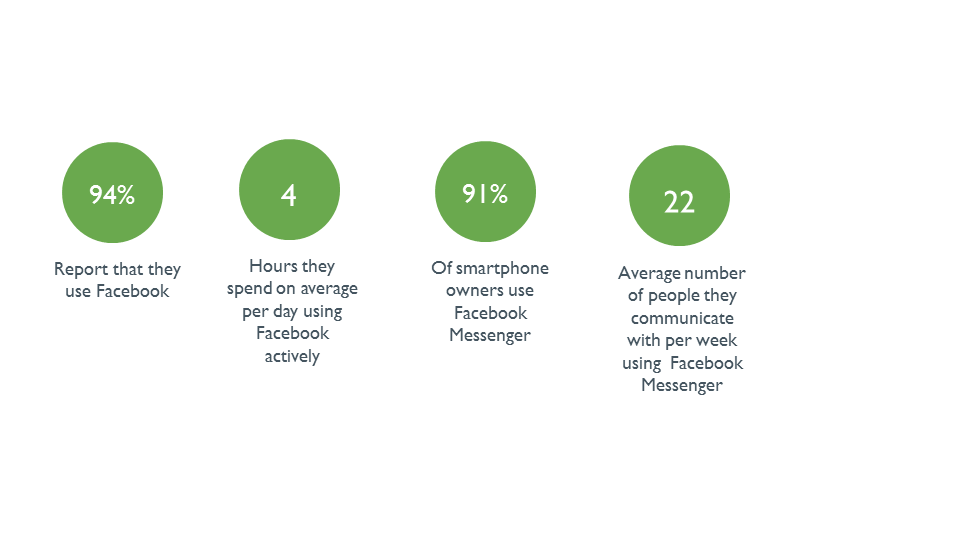 94%
Report that they
use Facebook
4
Hours they
spend on average
per day using
Facebook
actively
91%
Of smartphone
owners use
Facebook
Messenger
22
Average number
of people they
communicate
with per week
using  Facebook
Messenger